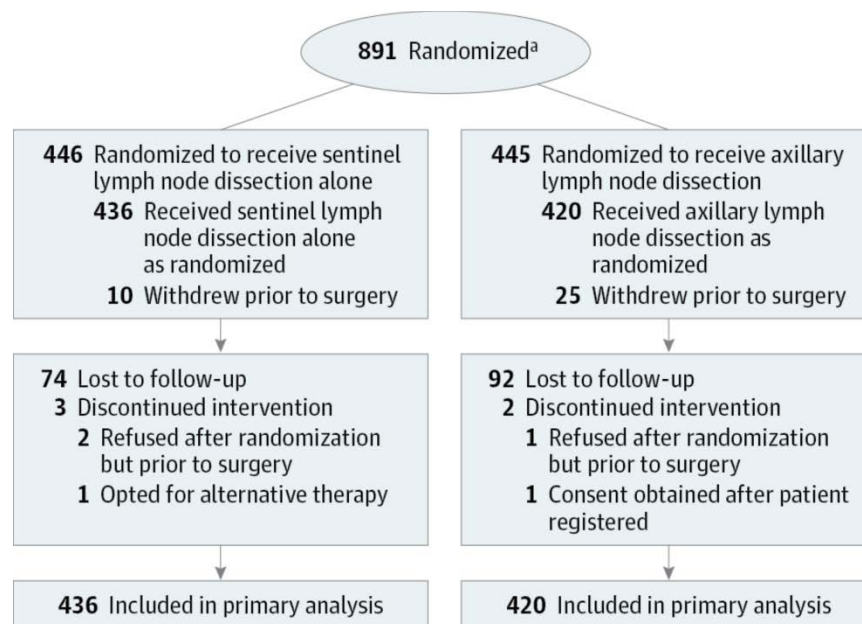 891 Randomizedᵃ
446 Randomized to receive sentinel
lymph node dissection alone
436 Received sentinel lymph
node dissection alone
as randomized
10 Withdrew prior to surgery
445 Randomized to receive axillary
lymph node dissection
420 Received axillary lymph
node dissection as
randomized
25 Withdrew prior to surgery
74 Lost to follow-up
3 Discontinued intervention
2 Refused after randomization
but prior to surgery
1 Opted for alternative therapy
92 Lost to follow-up
2 Discontinued intervention
1 Refused after randomization
but prior to surgery
1 Consent obtained after patient
registered
436 Included in primary analysis
420 Included in primary analysis